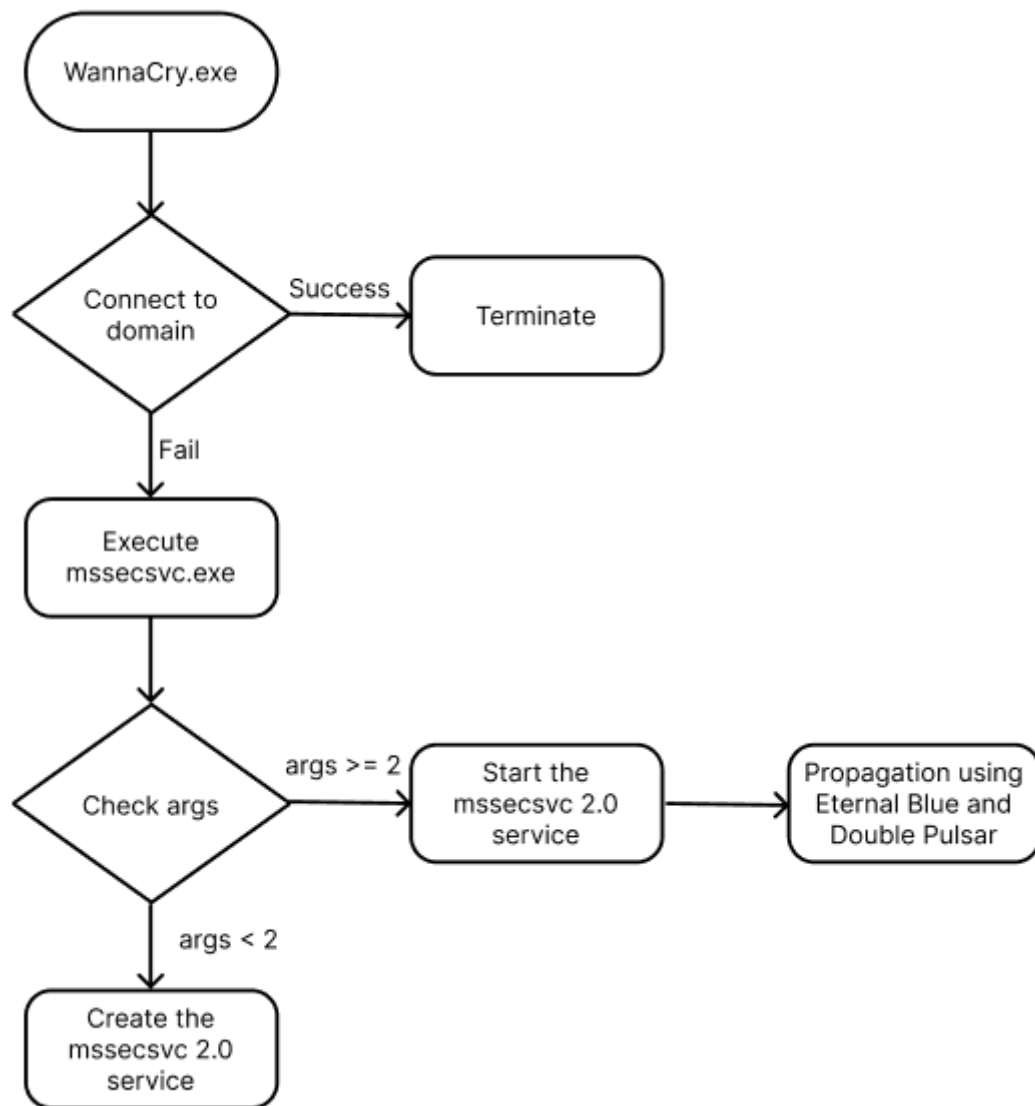 WannaCry.exe
Connect to
domain
Success
Terminate
Fail
Execute
mssecsvc.exe
Check args
args >= 2
Start the
mssecsvc 2.0
service
Propagation using
Eternal Blue and
Double Pulsar
args < 2
Create the
mssecsvc 2.0
service